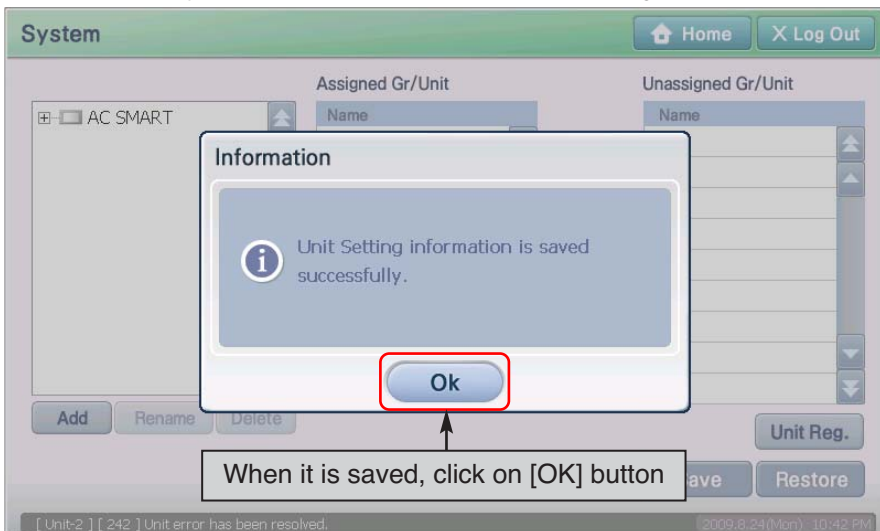 System
Home
X Log Out
Assigned Gr/Unit
Unassigned Gr/Unit
AC SMART
Name
Name
Information
Unit Setting information is saved
successfully.
Ok
Add
Rename
Delete
Unit Reg.
When it is saved, click on [OK] button
Restore
[ Unit-2 ] [ 242 ] Unit error has been resolved.
2009.8.24(Mon) 10:42 PM